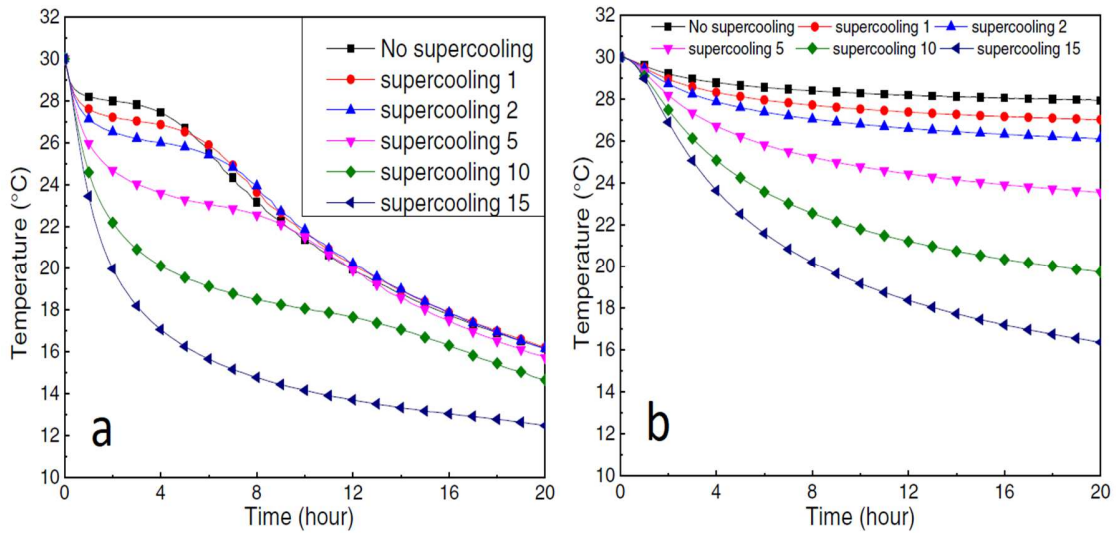 32
30
28
26
24
22
20
18
16
14
12
10
Temperature (°C)
0 4 8 12 16 20
Time (hour)
No supercooling
supercooling 1
supercooling 2
supercooling 5
supercooling 10
supercooling 15
a
32
30
28
26
24
22
20
18
16
14
12
10
Temperature (°C)
0 4 8 12 16 20
Time (hour)
No supercooling supercooling 1 supercooling 2
supercooling 5 supercooling 10 supercooling 15
b